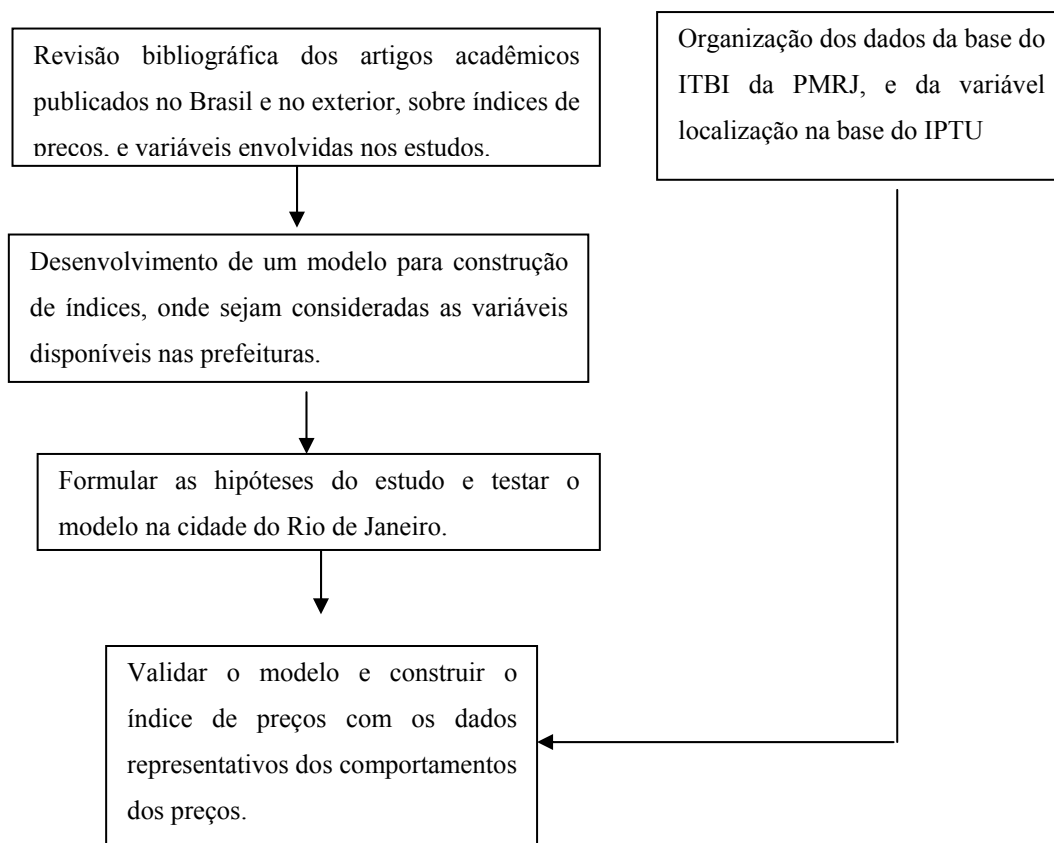 Revisão bibliográfica dos artigos acadêmicos
publicados no Brasil e no exterior, sobre índices de
preços, e variáveis envolvidas nos estudos.
Organização dos dados da base do
ITBI da PMRJ, e da variável
localização na base do IPTU
Desenvolvimento de um modelo para construção
de índices, onde sejam consideradas as variáveis
disponíveis nas prefeituras.
Formular as hipóteses do estudo e testar o
modelo na cidade do Rio de Janeiro.
Validar o modelo e construir o
índice de preços com os dados
representativos dos comportamentos
dos preços.